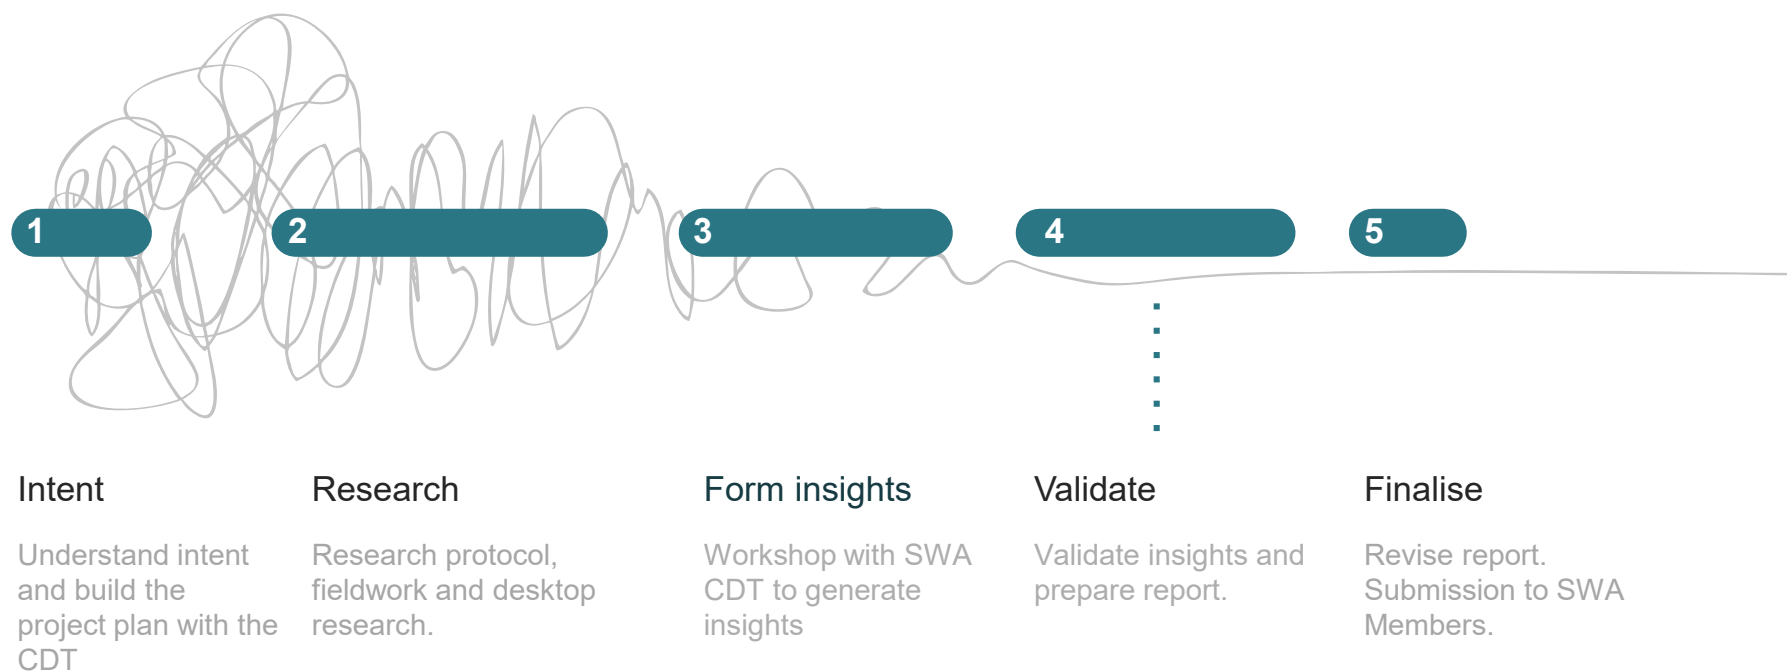 1
2
3
4
5
Intent
Understand intent
and build the
project plan with the
CDT
Research
Research protocol,
fieldwork and desktop
research.
Form insights
Workshop with SWA
CDT to generate
insights
Validate
Validate insights and
prepare report.
Finalise
Revise report.
Submission to SWA
Members.